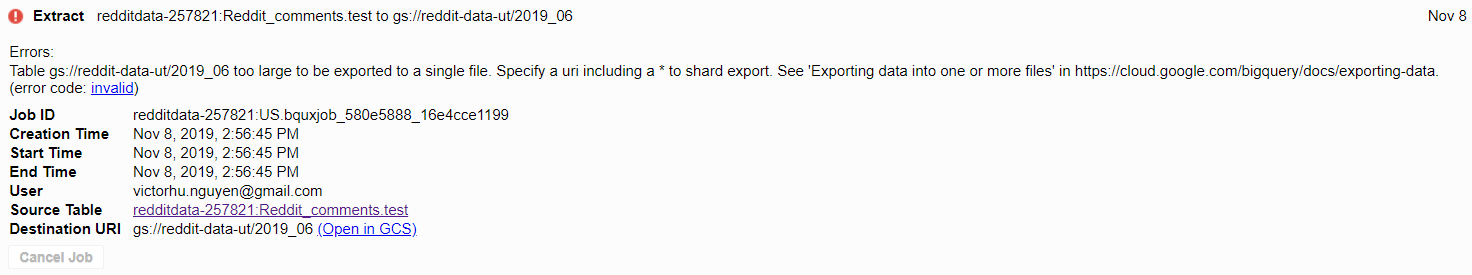 Extract redditdata-257821:Reddit_comments.test to gs://reddit-data-ut/2019_06 Nov 8
Errors:
Table gs://reddit-data-ut/2019_06 too large to be exported to a single file. Specify a uri including a * to shard export. See 'Exporting data into one or more files' in https://cloud.google.com/bigquery/docs/exporting-data.
(error code: invalid)
Job ID redditdata-257821:US.bquxjob_580e5888_16e4cce1199
Creation Time Nov 8, 2019, 2:56:45 PM
Start Time Nov 8, 2019, 2:56:45 PM
End Time Nov 8, 2019, 2:56:45 PM
User victorhu.nguyen@gmail.com
Source Table redditdata-257821:Reddit_comments.test
Destination URI gs://reddit-data-ut/2019_06 (Open in GCS)
Cancel Job